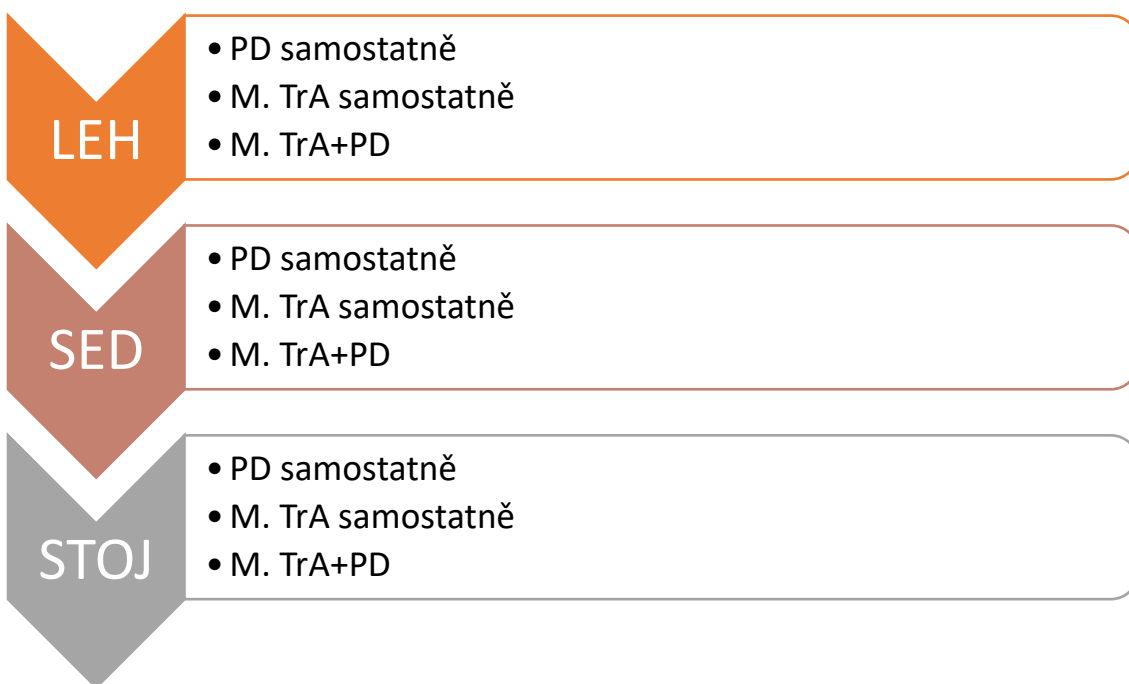 LEH
• PD samostatně
• M. TrA samostatně
• M. TrA+PD
SED
• PD samostatně
• M. TrA samostatně
• M. TrA+PD
STOJ
• PD samostatně
• M. TrA samostatně
• M. TrA+PD